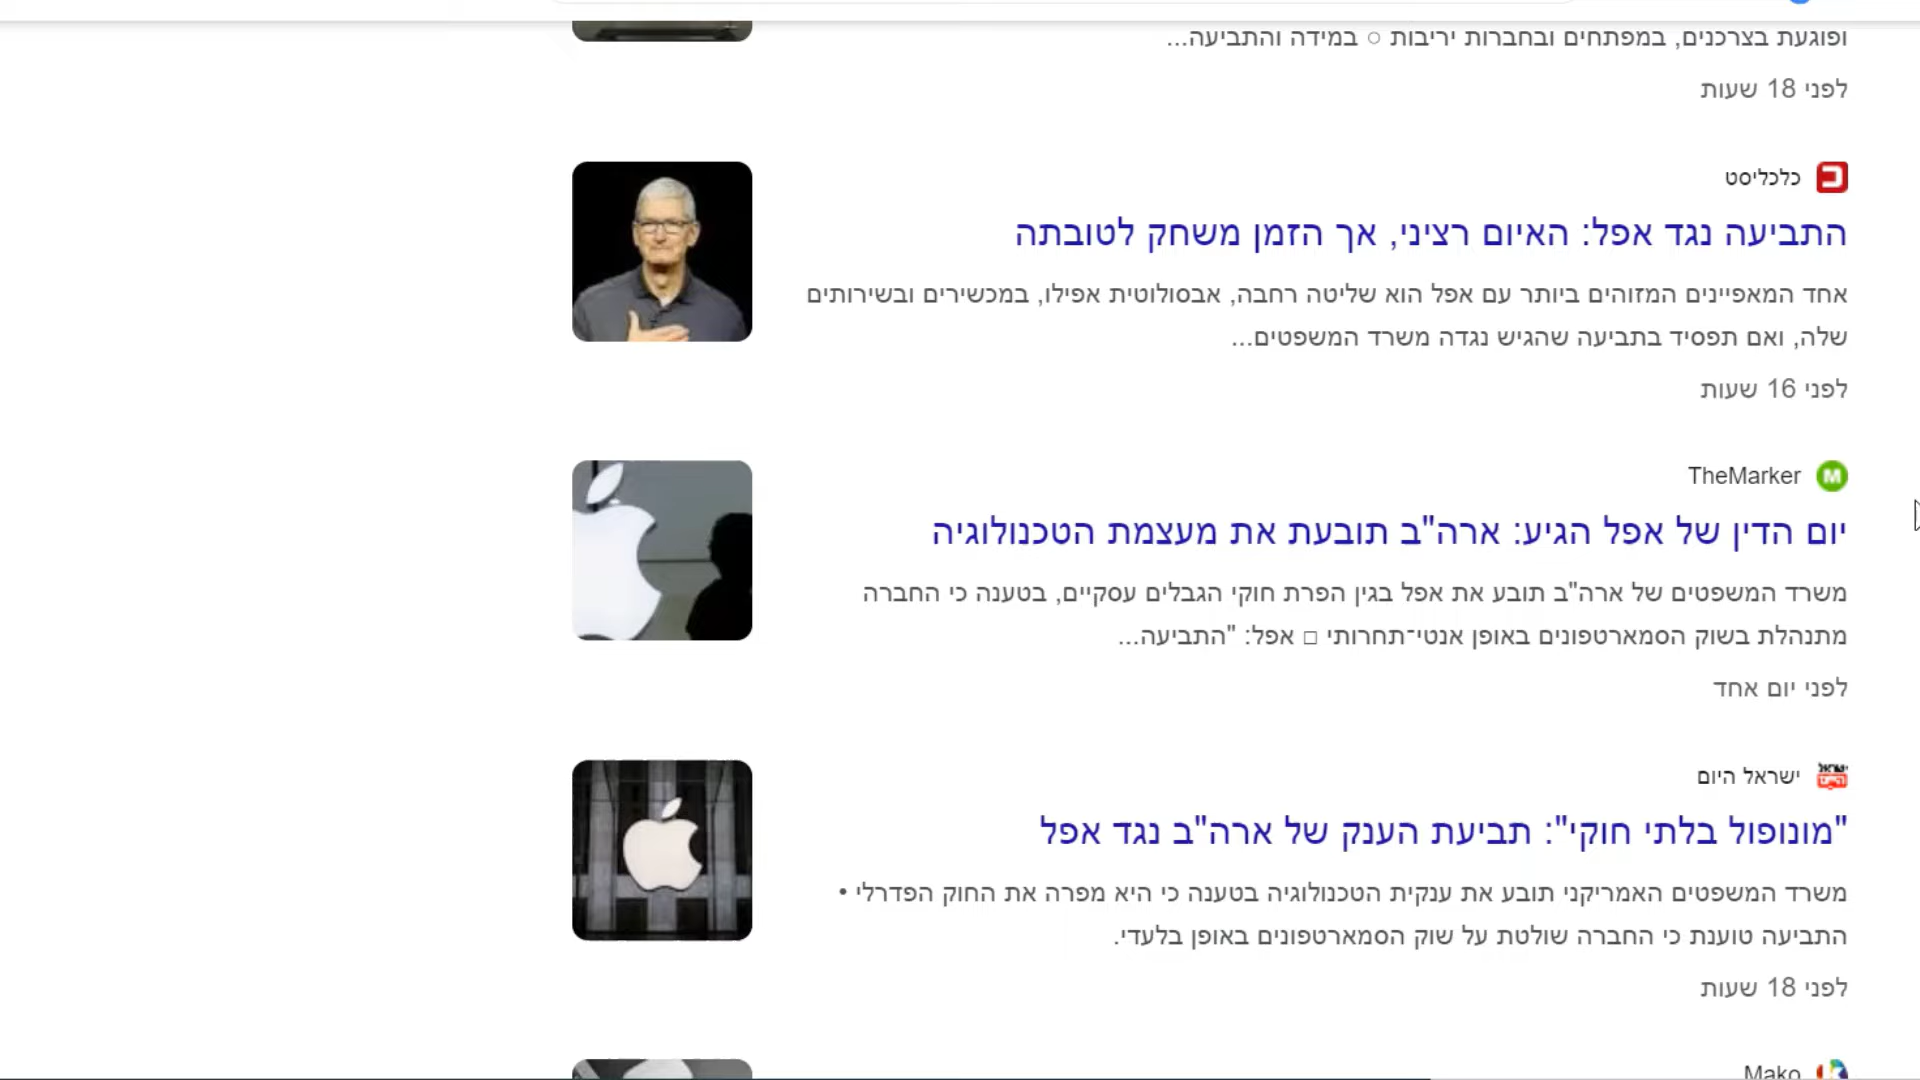 ופוגעת בצרכנים, במפתחים ובחברות יריבות ○ במידה והתביעה...
לפני 18 שעות
כלכליסט
התביעה נגד אפל: האיום רציני, אך הזמן משחק לטובתה
אחד המאפיינים המזוהים ביותר עם אפל הוא שליטה רחבה, אבסולוטית אפילו, במכשירים ובשירותים
שלה, ואם תפסיד בתביעה שהגיש נגדה משרד המשפטים...
לפני 16 שעות
TheMarker
יום הדין של אפל הגיע: ארה"ב תובעת את מעצמת הטכנולוגיה
משרד המשפטים של ארה"ב תובע את אפל בגין הפרת חוקי הגבלים עסקיים, בטענה כי החברה
מתנהלת בשוק הסמארטפונים באופן אנטי־תחרותי □ אפל: "התביעה...
לפני יום אחד
ישראל היום
"מונופול בלתי חוקי": תביעת הענק של ארה"ב נגד אפל
משרד המשפטים האמריקני תובע את ענקית הטכנולוגיה בטענה כי היא מפרה את החוק הפדרלי •
התביעה טוענת כי החברה שולטת על שוק הסמארטפונים באופן בלעדי.
לפני 18 שעות
Mako